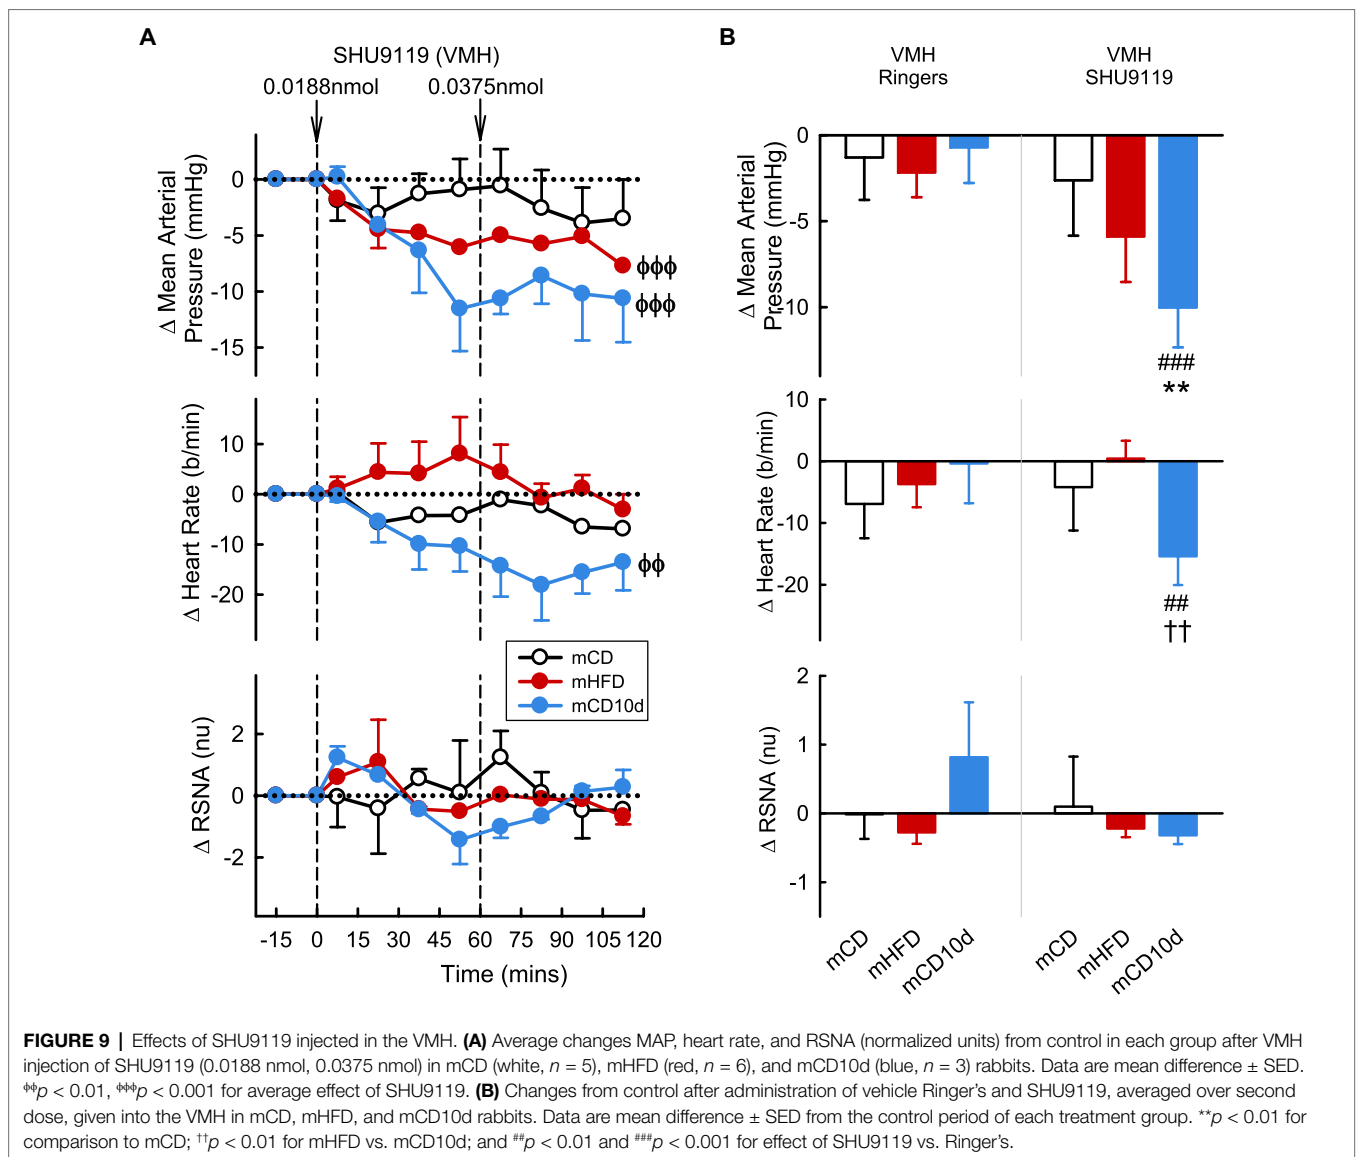 A
SHU9119 (VMH)
0.0188nmol 0.0375nmol
Δ Mean Arterial
Pressure (mmHg)
0
-5
-10
-15
ϕϕϕ
ϕϕϕ
Δ Heart Rate (b/min)
10
0
-10
-20
ϕϕ
mCD
mHFD
mCD10d
Δ RSNA (nu)
2
0
-2
-15 0 15 30 45 60 75 90 105 120
Time (mins)
B
VMH
Ringers
VMH
SHU9119
Δ Mean Arterial
Pressure (mmHg)
0
-5
-10
###
**
Δ Heart Rate (b/min)
10
0
-10
-20
##
††
Δ RSNA (nu)
2
1
0
-1
mCD mHFD mCD10d mCD mHFD mCD10d
FIGURE 9 | Effects of SHU9119 injected in the VMH. (A) Average changes MAP, heart rate, and RSNA (normalized units) from control in each group after VMH
injection of SHU9119 (0.0188 nmol, 0.0375 nmol) in mCD (white, n = 5), mHFD (red, n = 6), and mCD10d (blue, n = 3) rabbits. Data are mean difference ± SED.
ϕϕp < 0.01, ϕϕϕp < 0.001 for average effect of SHU9119. (B) Changes from control after administration of vehicle Ringer's and SHU9119, averaged over second
dose, given into the VMH in mCD, mHFD, and mCD10d rabbits. Data are mean difference ± SED from the control period of each treatment group. **p < 0.01 for
comparison to mCD; ††p < 0.01 for mHFD vs. mCD10d; and ##p < 0.01 and ###p < 0.001 for effect of SHU9119 vs. Ringer's.